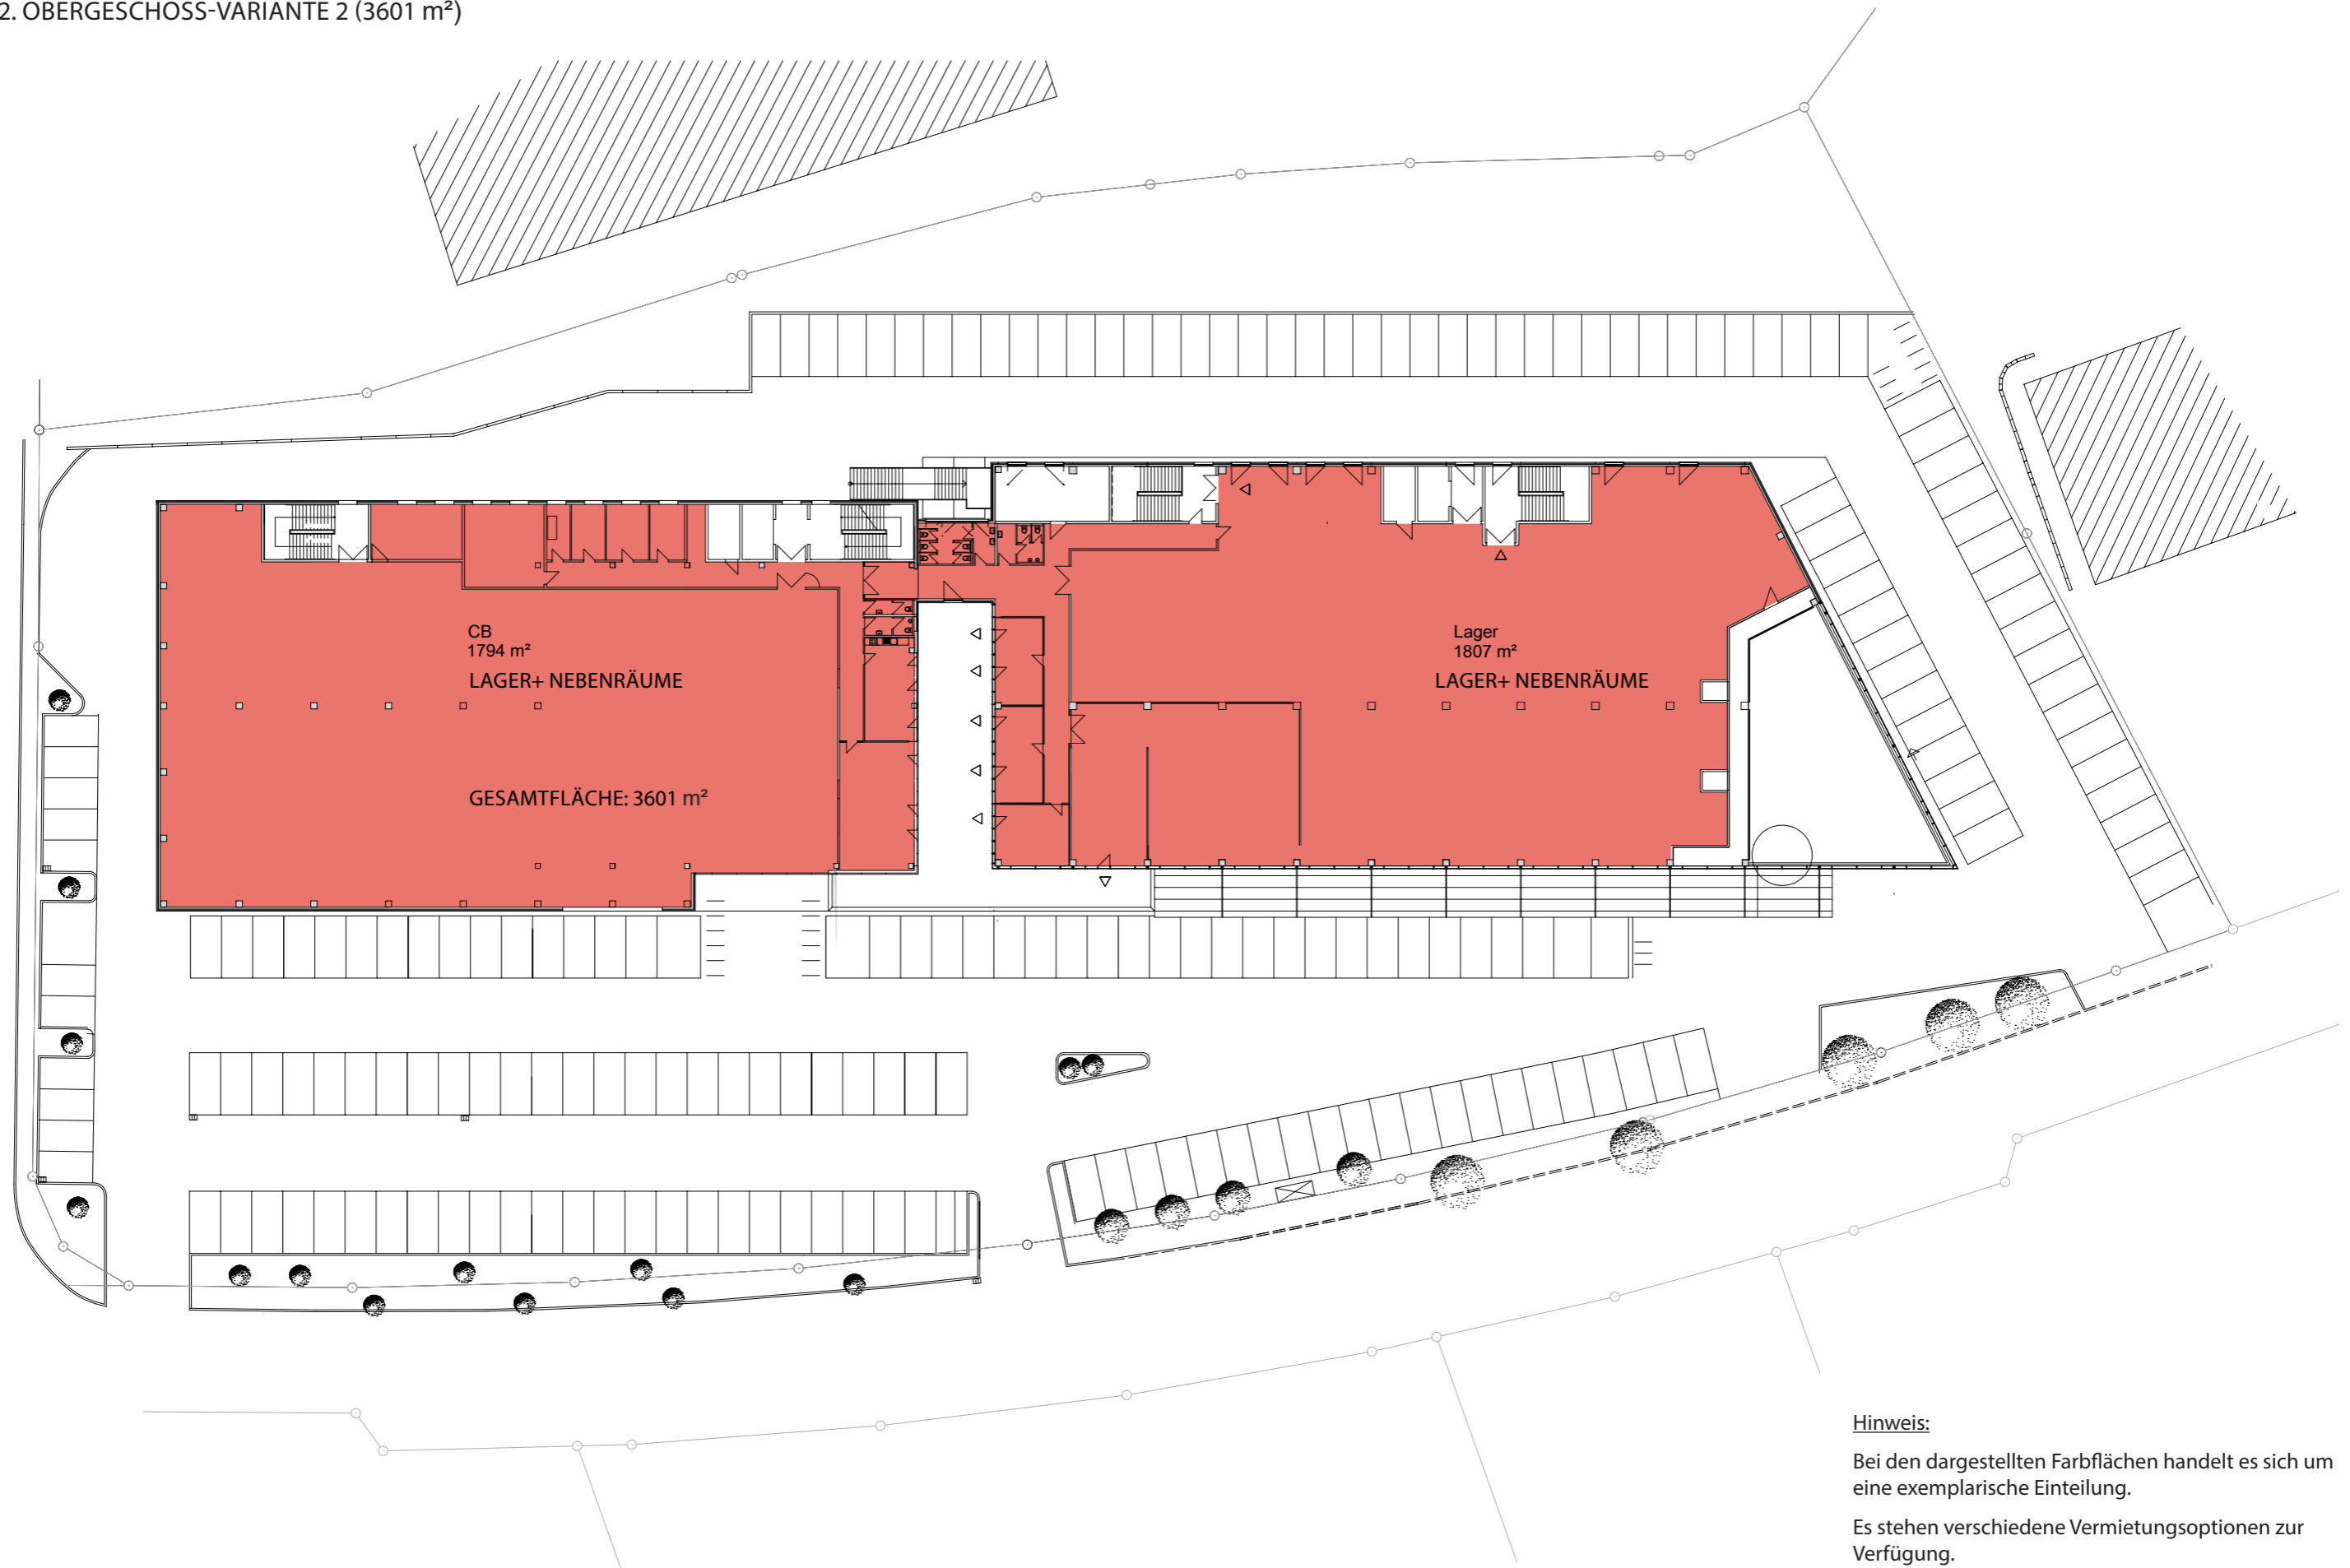 2. OBERGESCHOSS-VARIANTE 2 (3601 m²)
CB
1794 m²
LAGER+ NEBENRÄUME
GESAMTFLÄCHE: 3601 m²
Lager
1807 m²
LAGER+ NEBENRÄUME
Hinweis:
Bei den dargestellten Farbflächen handelt es sich um
eine exemplarische Einteilung.
Es stehen verschiedene Vermietungsoptionen zur
Verfügung.